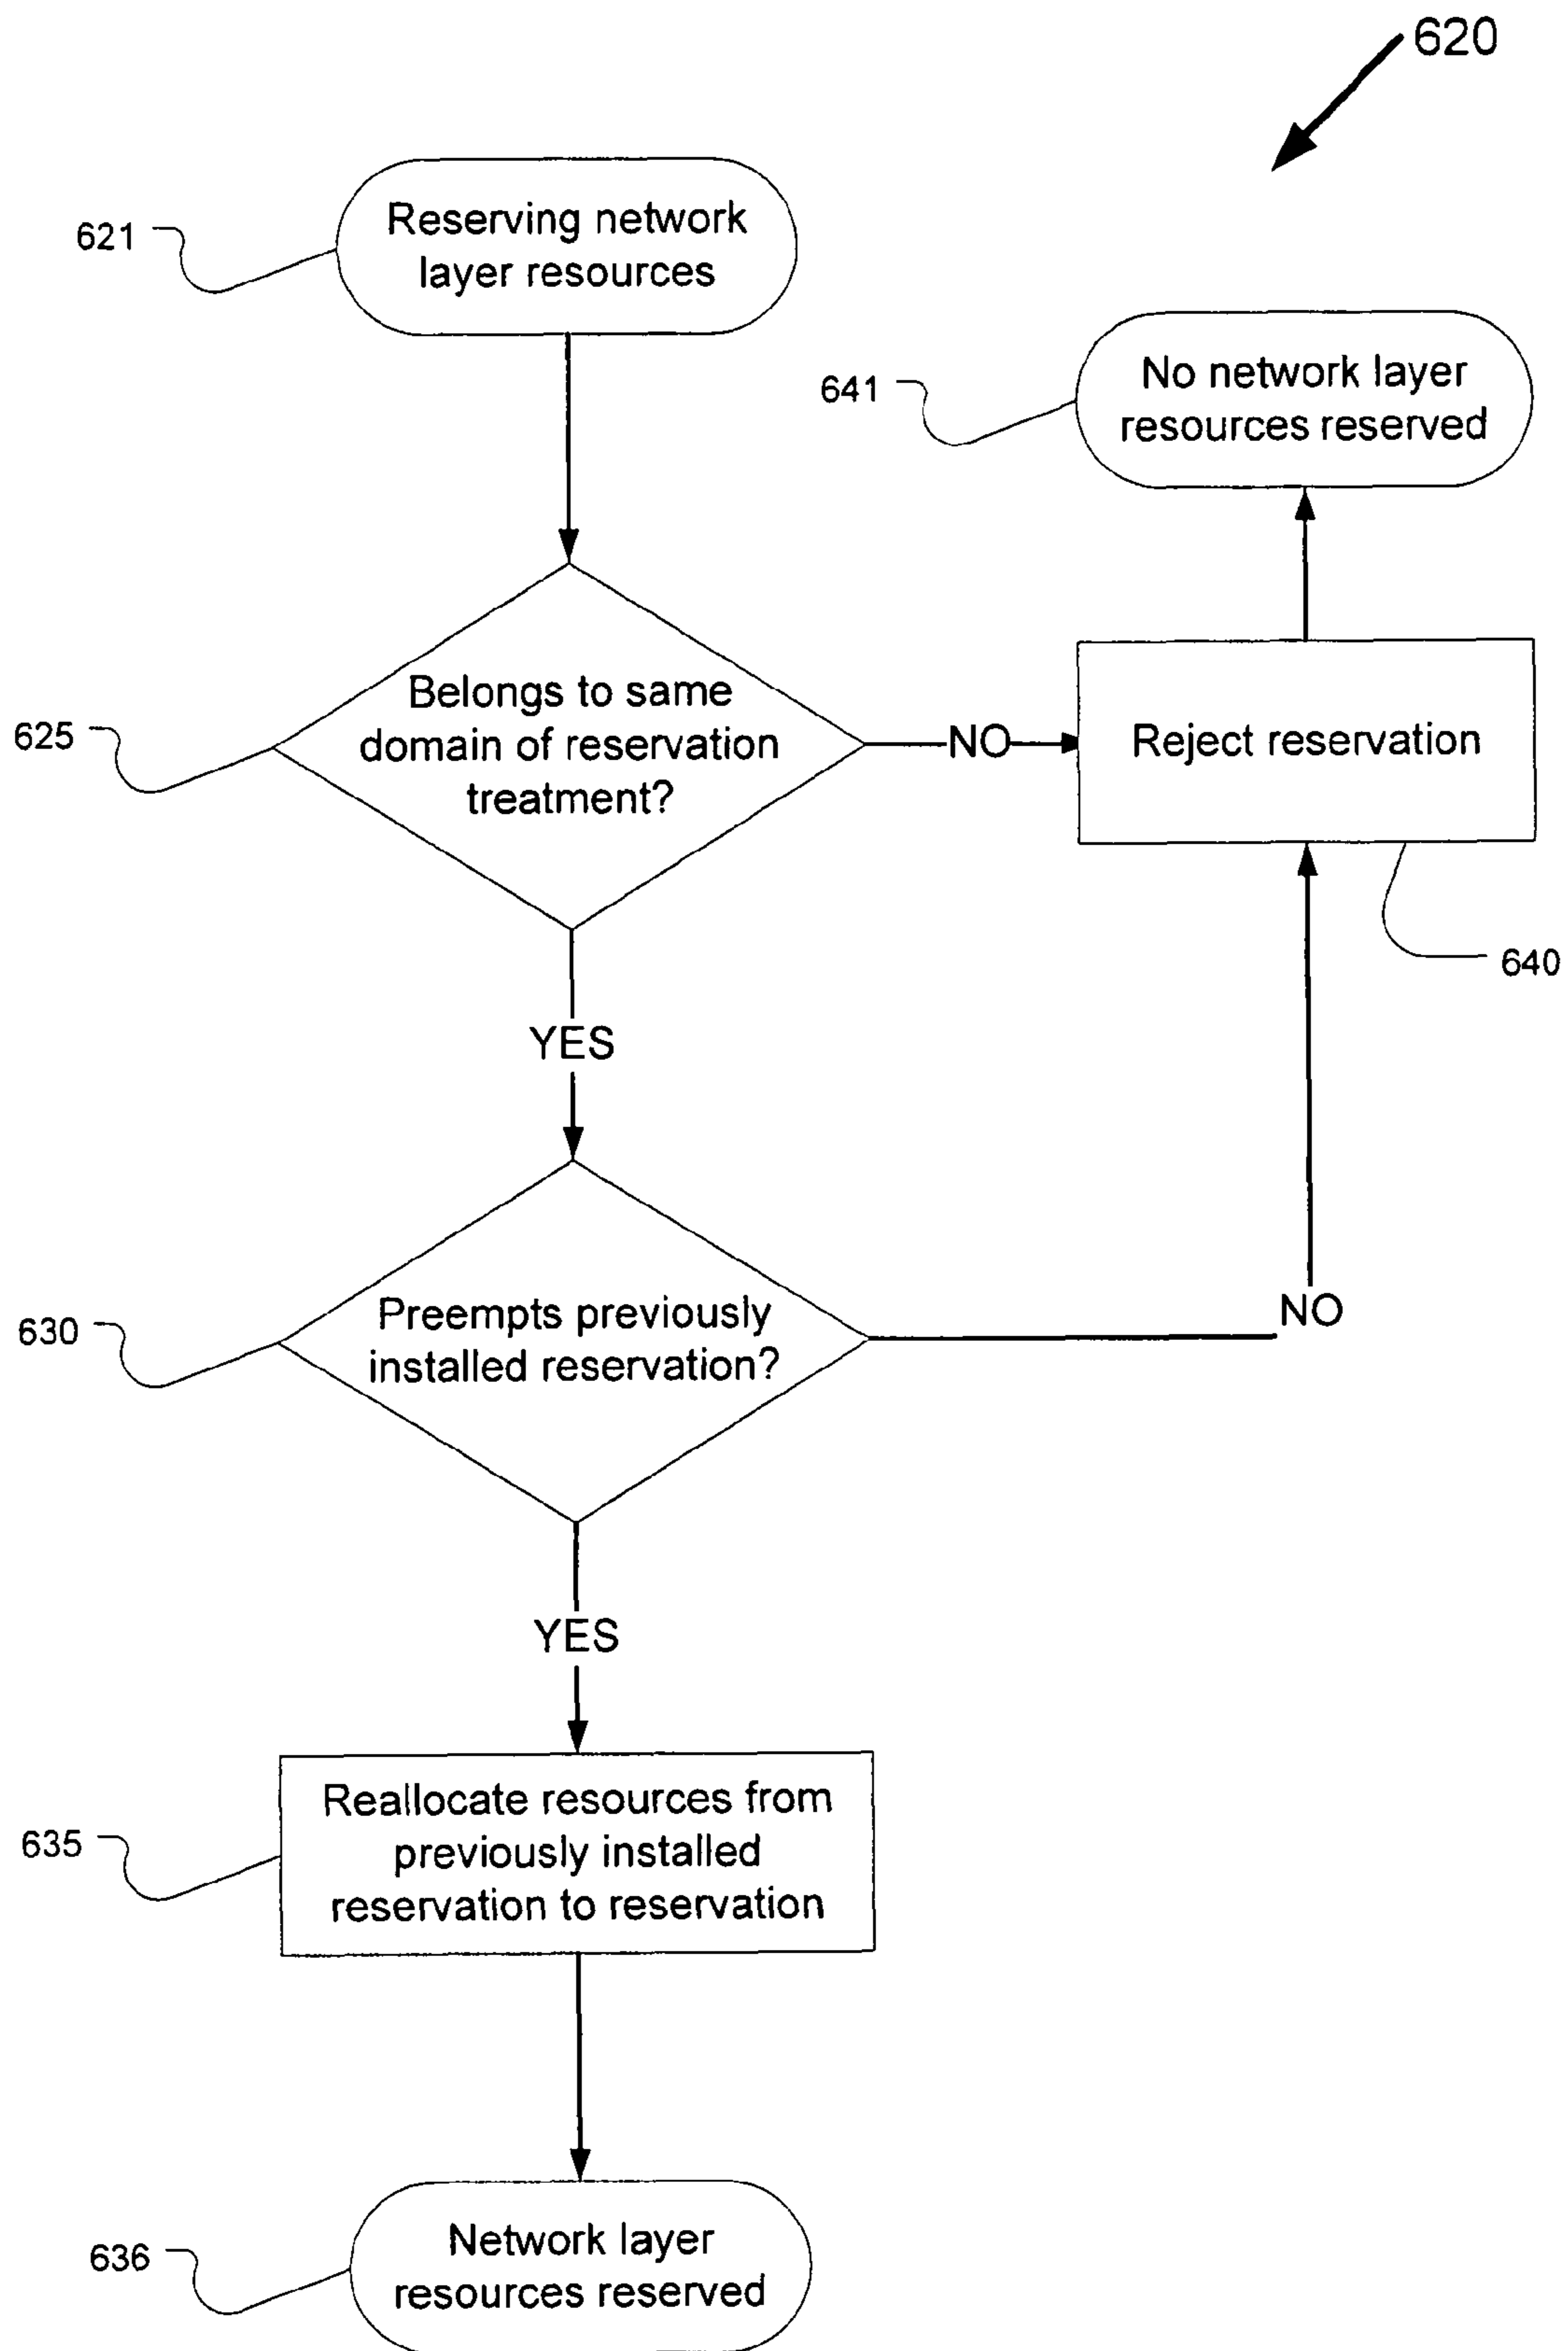 620
621
Reserving network
layer resources
641
No network layer
resources reserved
625
Belongs to same
domain of reservation
treatment?
NO
Reject reservation
640
YES
630
Preempts previously
installed reservation?
NO
YES
635
Reallocate resources from
previously installed
reservation to reservation
636
Network layer
resources reserved